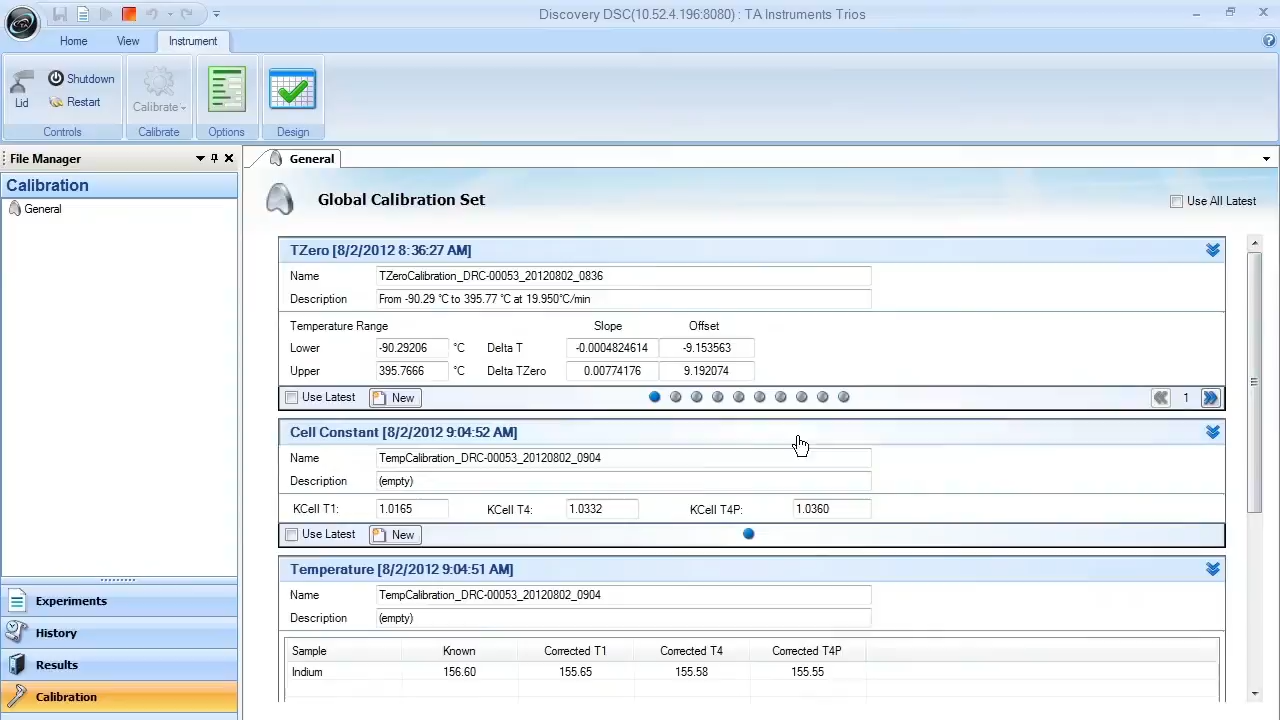 Discovery DSC(10.52.4.196:8080) : TA Instruments Trios
Home View Instrument
Lid Shutdown Restart Calibrate
Controls Calibrate Options Design
File Manager
Calibration
General
Experiments
History
Results
Calibration
General
Global Calibration Set
Use All Latest
TZero [8/2/2012 8:36:27 AM]
Name TZeroCalibration_DRC-00053_20120802_0836
Description From -90.29 °C to 395.77 °C at 19.950°C/min
Temperature Range Slope Offset
Lower -90.29206 °C Delta T -0.0004824614 -9.153563
Upper 395.7666 °C Delta TZero 0.00774176 9.192074
Use Latest New 1
Cell Constant [8/2/2012 9:04:52 AM]
Name TempCalibration_DRC-00053_20120802_0904
Description (empty)
KCell T1: 1.0165 KCell T4: 1.0332 KCell T4P: 1.0360
Use Latest New
Temperature [8/2/2012 9:04:51 AM]
Name TempCalibration_DRC-00053_20120802_0904
Description (empty)
Sample Known Corrected T1 Corrected T4 Corrected T4P
Indium 156.60 155.65 155.58 155.55